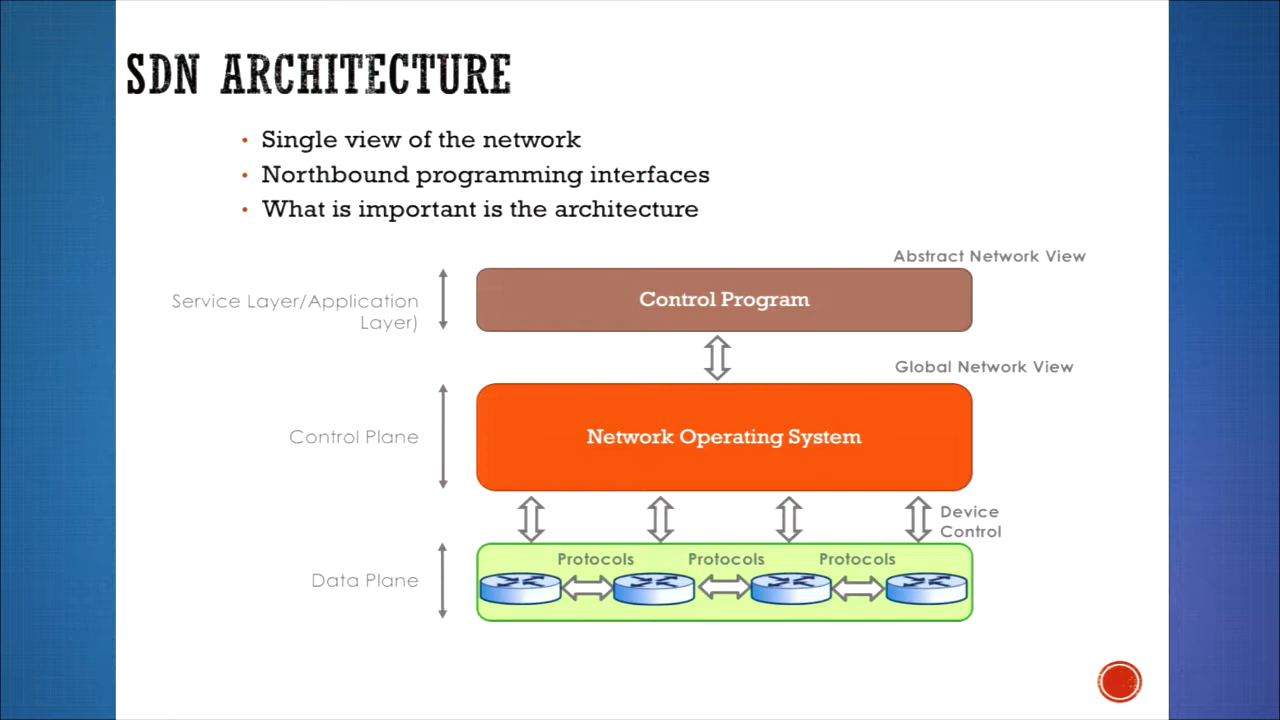 SDN ARCHITECTURE
• Single view of the network
• Northbound programming interfaces
• What is important is the architecture
Abstract Network View
Service Layer/Application
Layer)
Control Program
Global Network View
Control Plane
Network Operating System
Device
Control
Protocols Protocols Protocols
Data Plane